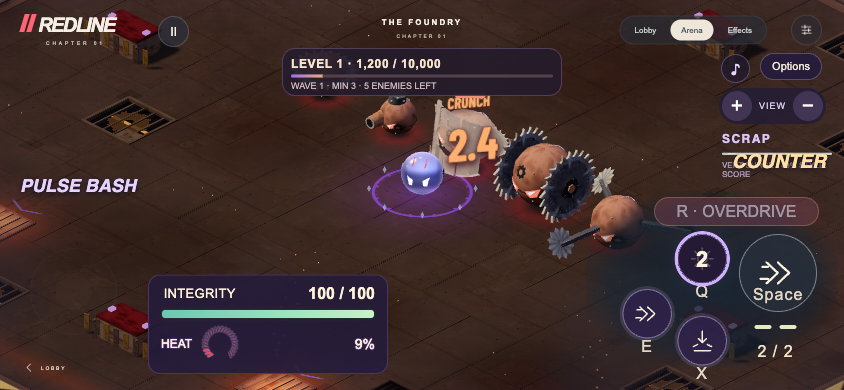 REDLINE
CHAPTER 01
THE FOUNDRY
CHAPTER 01
Lobby
Arena
Effects
LEVEL 1 · 1,200 / 10,000
WAVE 1 · MIN 3 · 5 ENEMIES LEFT
Options
+ VIEW −
SCRAP
COUNTER
SCORE
CRUNCH
2.4
PULSE BASH
R · OVERDRIVE
2
Q
Space
E
X
2 / 2
INTEGRITY 100 / 100
HEAT 9%
LOBBY